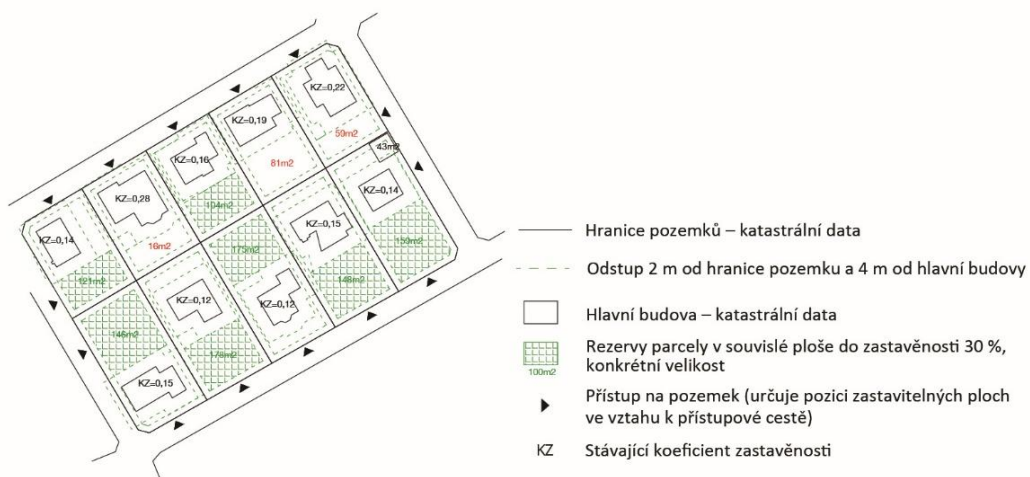 KZ=0,22
KZ=0,19
59m2
KZ=0,16
81m2
43m2
KZ=0,28
KZ=0,14
104m2
KZ=0,14
16m2
KZ=0,15
175m2
159m2
121m2
148m2
KZ=0,12
KZ=0,12
146m2
178m2
KZ=0,15
Hranice pozemků – katastrální data
Odstup 2 m od hranice pozemku a 4 m od hlavní budovy
Hlavní budova – katastrální data
Rezervy parcely v souvislé ploše do zastavěnosti 30 %,
konkrétní velikost
100m2
Přístup na pozemek (určuje pozici zastavitelných ploch
ve vztahu k přístupové cestě)
KZ Stávající koeficient zastavěnosti